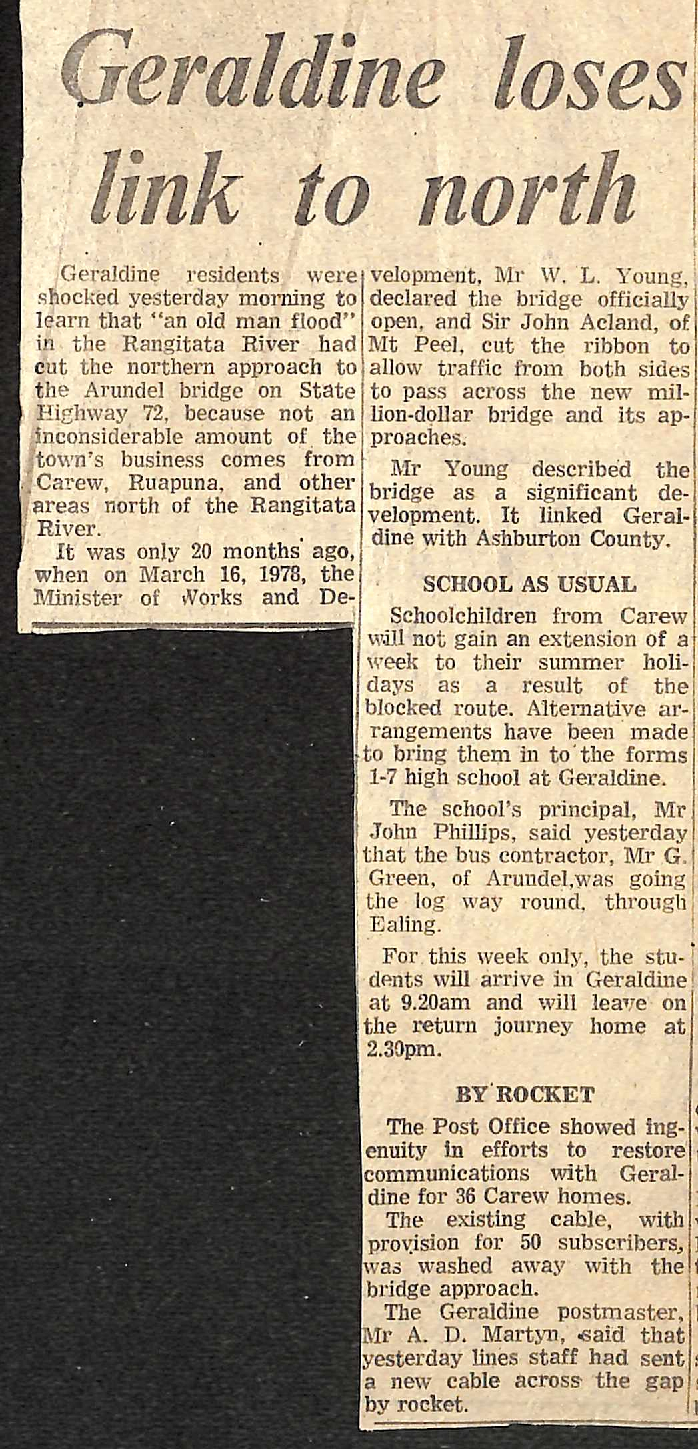 Geraldine loses
link to north
Geraldine residents were
shocked yesterday morning to
learn that "an old man flood"
in the Rangitata River had
cut the northern approach to
the Arundel bridge on State
Highway 72, because not an
inconsiderable amount of the
town's business comes from
Carew, Ruapuna, and other
areas north of the Rangitata
River.
It was only 20 months ago,
when on March 16, 1978, the
Minister of Works and De-
velopment, Mr W. L. Young,
declared the bridge officially
open, and Sir John Acland, of
Mt Peel, cut the ribbon to
allow traffic from both sides
to pass across the new mil-
lion-dollar bridge and its ap-
proaches.
Mr Young described the
bridge as a significant de-
velopment. It linked Geral-
dine with Ashburton County.
SCHOOL AS USUAL
Schoolchildren from Carew
will not gain an extension of a
week to their summer holi-
days as a result of the
blocked route. Alternative ar-
rangements have been made
to bring them in to the forms
1-7 high school at Geraldine.
The school's principal, Mr
John Phillips, said yesterday
that the bus contractor, Mr G.
Green, of Arundel,was going
the log way round, through
Ealing.
For this week only, the stu-
dents will arrive in Geraldine
at 9.20am and will leave on
the return journey home at
2.30pm.
BY ROCKET
The Post Office showed ing-
enuity in efforts to restore
communications with Geral-
dine for 36 Carew homes.
The existing cable, with
provision for 50 subscribers,
was washed away with the
bridge approach.
The Geraldine postmaster,
Mr A. D. Martyn, said that
yesterday lines staff had sent
a new cable across the gap
by rocket.